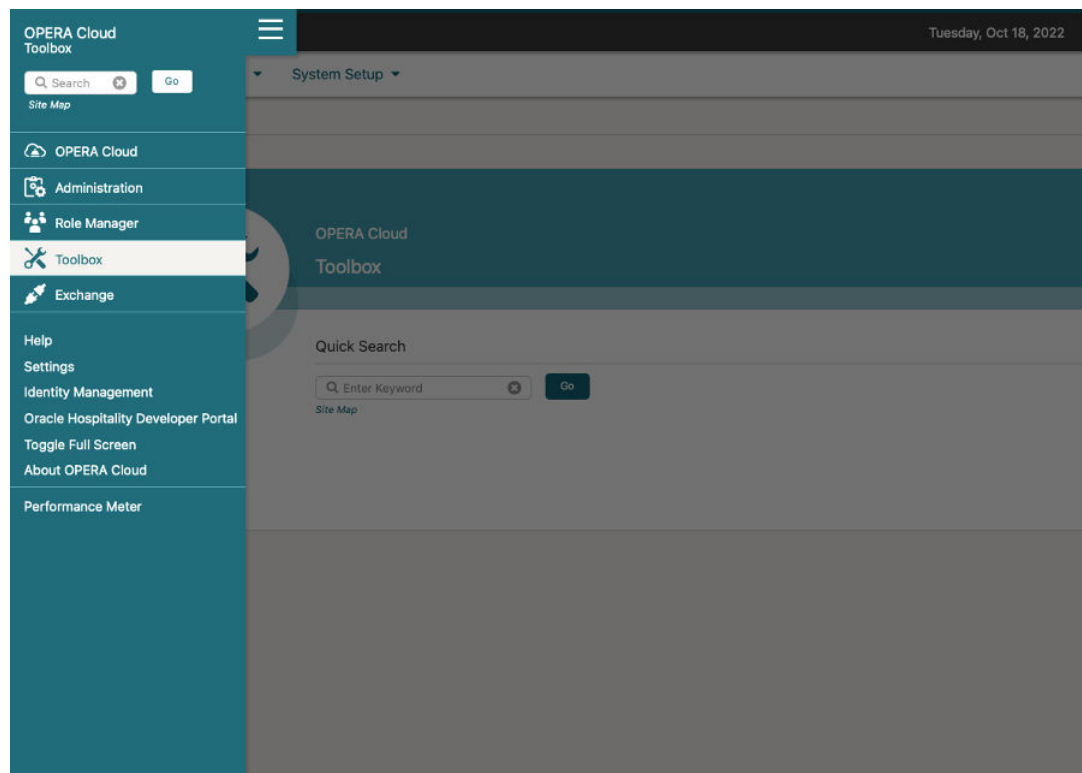 OPERA Cloud
Toolbox
Search
Go
Site Map
OPERA Cloud
Administration
Role Manager
Toolbox
Exchange
Help
Settings
Identity Management
Oracle Hospitality Developer Portal
Toggle Full Screen
About OPERA Cloud
Performance Meter
Tuesday, Oct 18, 2022
System Setup
OPERA Cloud
Toolbox
Quick Search
Enter Keyword
Go
Site Map